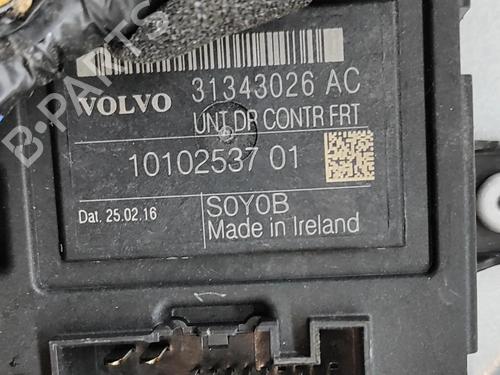 VOLVO 31343026 AC
UNT DR CONTR FRT
10102537 01
Dat. 25.02.16
S0Y0B
Made in Ireland
B-PARTS